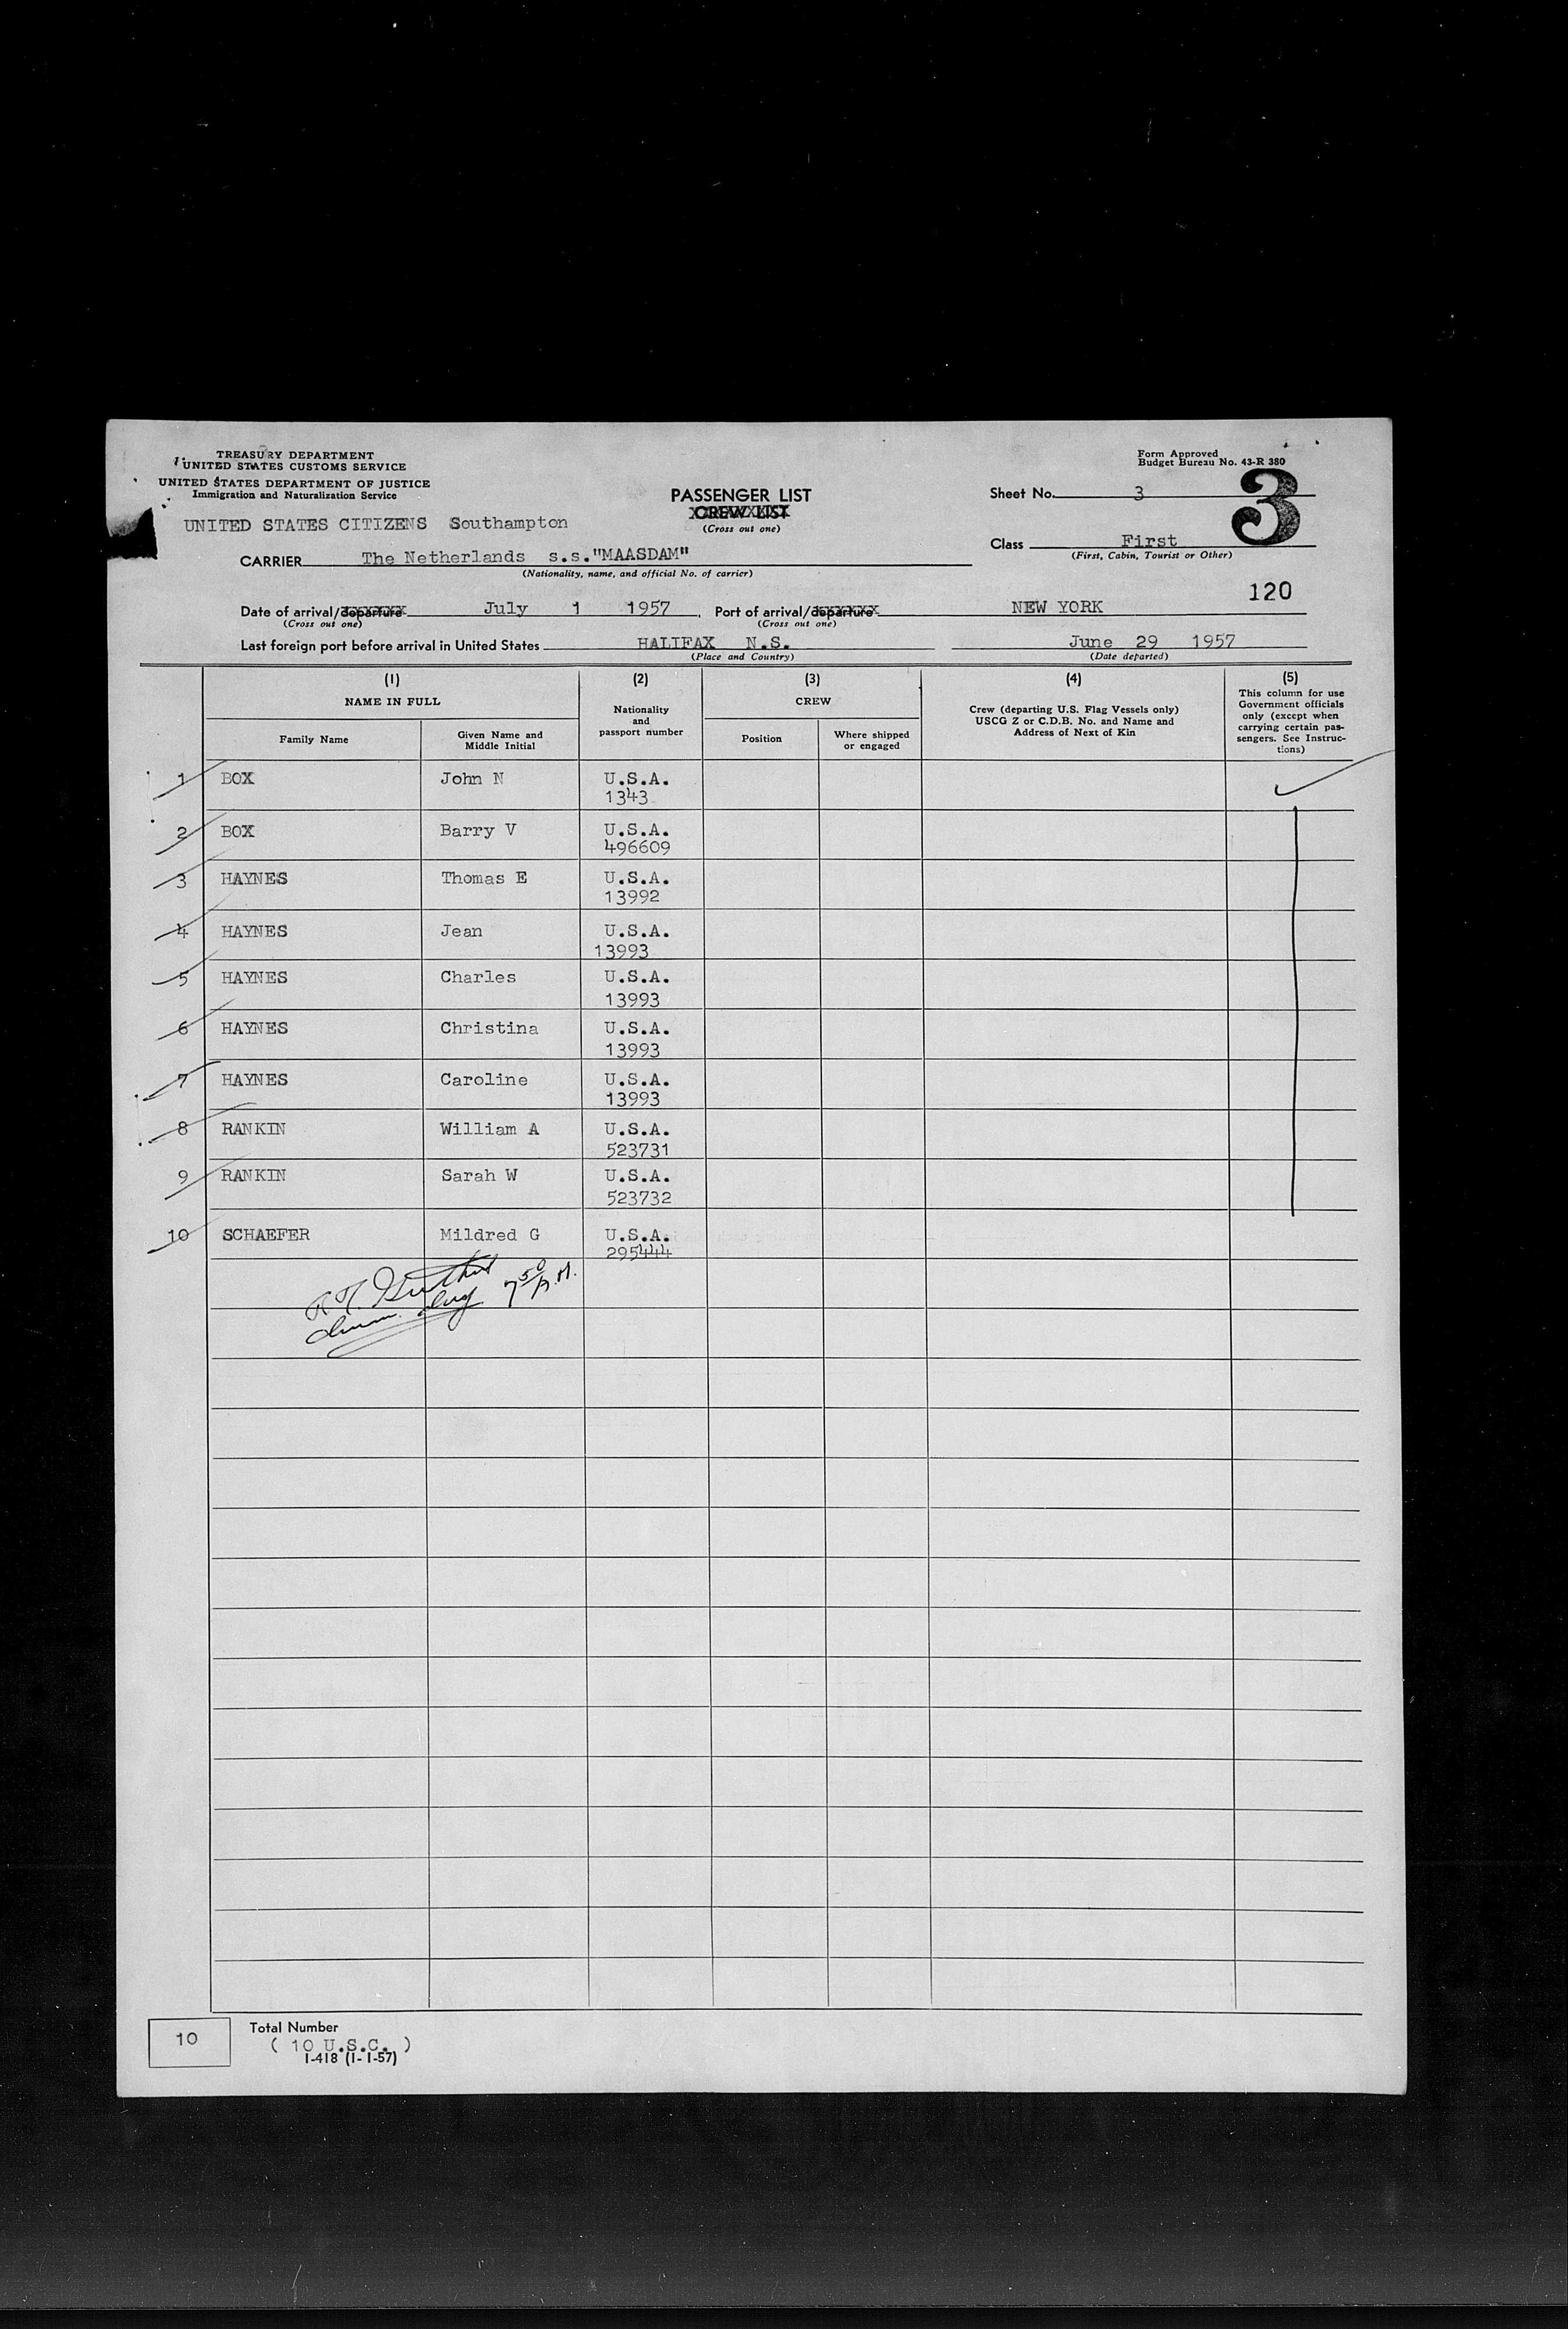 TREASURY DEPARTMENT
UNITED STATES CUSTOMS SERVICE
UNITED STATES DEPARTMENT OF JUSTICE
Immigration and Naturalization Service
Form Approved
Budget Bureau No. 43-R 380
PASSENGER LIST
CREW LIST
(Cross out one)
Sheet No. 3
3
UNITED STATES CITIZENS Southampton
Class First
(First, Cabin, Tourist or Other)
CARRIER The Netherlands s.s."MAASDAM"
(Nationality, name, and official No. of carrier)
120
Date of arrival/departure July 1 1957, Port of arrival/departure NEW YORK
(Cross out one) (Cross out one)
Last foreign port before arrival in United States HALIFAX N.S. June 29 1957
(Place and Country) (Date departed)
(1) (2) (3) (4) (5)
NAME IN FULL
Family Name
Given Name and
Middle Initial
Nationality
and
passport number
CREW
Position
Where shipped
or engaged
Crew (departing U.S. Flag Vessels only)
USCG Z or C.D.B. No. and Name and
Address of Next of Kin
This column for use
Government officials
only (except when
carrying certain pas-
sengers. See Instruc-
tions)
1 BOX John N U.S.A.
1343
2 BOX Barry V U.S.A.
496609
3 HAYNES Thomas E U.S.A.
13992
4 HAYNES Jean U.S.A.
13993
5 HAYNES Charles U.S.A.
13993
6 HAYNES Christina U.S.A.
13993
7 HAYNES Caroline U.S.A.
13993
8 RANKIN William A U.S.A.
523731
9 RANKIN Sarah W U.S.A.
523732
10 SCHAEFER Mildred G U.S.A.
295444
7 50 A.M.
10
Total Number
( 10 U.S.C. )
I-418 (1-1-57)